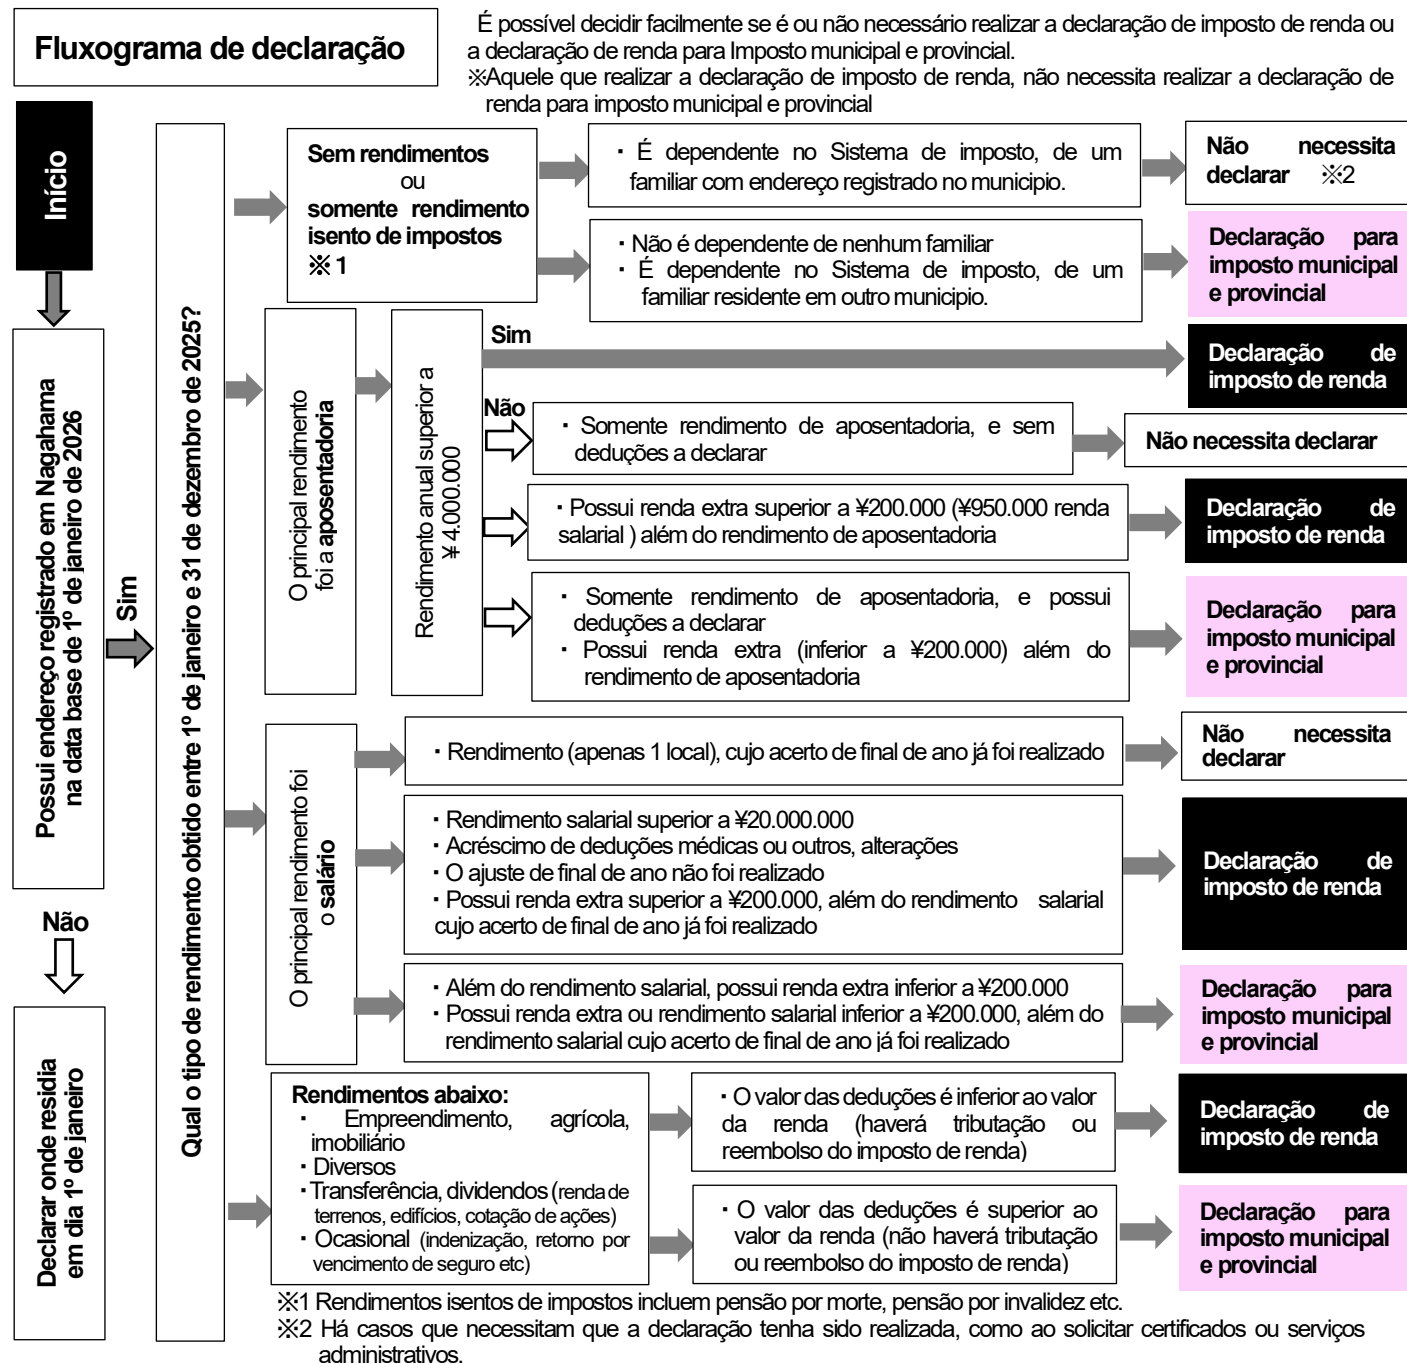 Fluxograma de declaração
É possível decidir facilmente se é ou não necessário realizar a declaração de imposto de renda ou
a declaração de renda para Imposto municipal e provincial.
※Aquele que realizar a declaração de imposto de renda, não necessita realizar a declaração de
renda para imposto municipal e provincial
Início
Possui endereço registrado em Nagahama
na data base de 1º de janeiro de 2026
Sim
Não
Declarar onde residia
em dia 1º de janeiro
Qual o tipo de rendimento obtido entre 1º de janeiro e 31 de dezembro de 2025?
Sem rendimentos
ou
somente rendimento
isento de impostos
※1
・É dependente no Sistema de imposto, de um
familiar com endereço registrado no municipio.
Não necessita
declarar ※2
・Não é dependente de nenhum familiar
・É dependente no Sistema de imposto, de um
familiar residente em outro municipio.
Declaração para
imposto municipal
e provincial
O principal rendimento
foi a aposentadoria
Rendimento anual superior a
¥ 4.000.000
Sim
Declaração de
imposto de renda
Não
・Somente rendimento de aposentadoria, e sem
deduções a declarar
Não necessita declarar
・Possui renda extra superior a ¥200.000 (¥950.000 renda
salarial ) além do rendimento de aposentadoria
Declaração de
imposto de renda
・Somente rendimento de aposentadoria, e possui
deduções a declarar
・Possui renda extra (inferior a ¥200.000) além do
rendimento de aposentadoria
Declaração para
imposto municipal
e provincial
O principal rendimento foi
o salário
・Rendimento (apenas 1 local), cujo acerto de final de ano já foi realizado
Não necessita
declarar
・Rendimento salarial superior a ¥20.000.000
・Acréscimo de deduções médicas ou outros, alterações
・O ajuste de final de ano não foi realizado
・Possui renda extra superior a ¥200.000, além do rendimento salarial
cujo acerto de final de ano já foi realizado
Declaração de
imposto de renda
・Além do rendimento salarial, possui renda extra inferior a ¥200.000
・Possui renda extra ou rendimento salarial inferior a ¥200.000, além do
rendimento salarial cujo acerto de final de ano já foi realizado
Declaração para
imposto municipal
e provincial
Rendimentos abaixo:
・Empreendimento, agrícola,
imobiliário
・Diversos
・Transferência, dividendos (renda de
terrenos, edifícios, cotação de ações)
・Ocasional (indenização, retorno por
vencimento de seguro etc)
・O valor das deduções é inferior ao valor
da renda (haverá tributação ou
reembolso do imposto de renda)
Declaração de
imposto de renda
・O valor das deduções é superior ao
valor da renda (não haverá tributação
ou reembolso do imposto de renda)
Declaração para
imposto municipal
e provincial
※1 Rendimentos isentos de impostos incluem pensão por morte, pensão por invalidez etc.
※2 Há casos que necessitam que a declaração tenha sido realizada, como ao solicitar certificados ou serviços
administrativos.